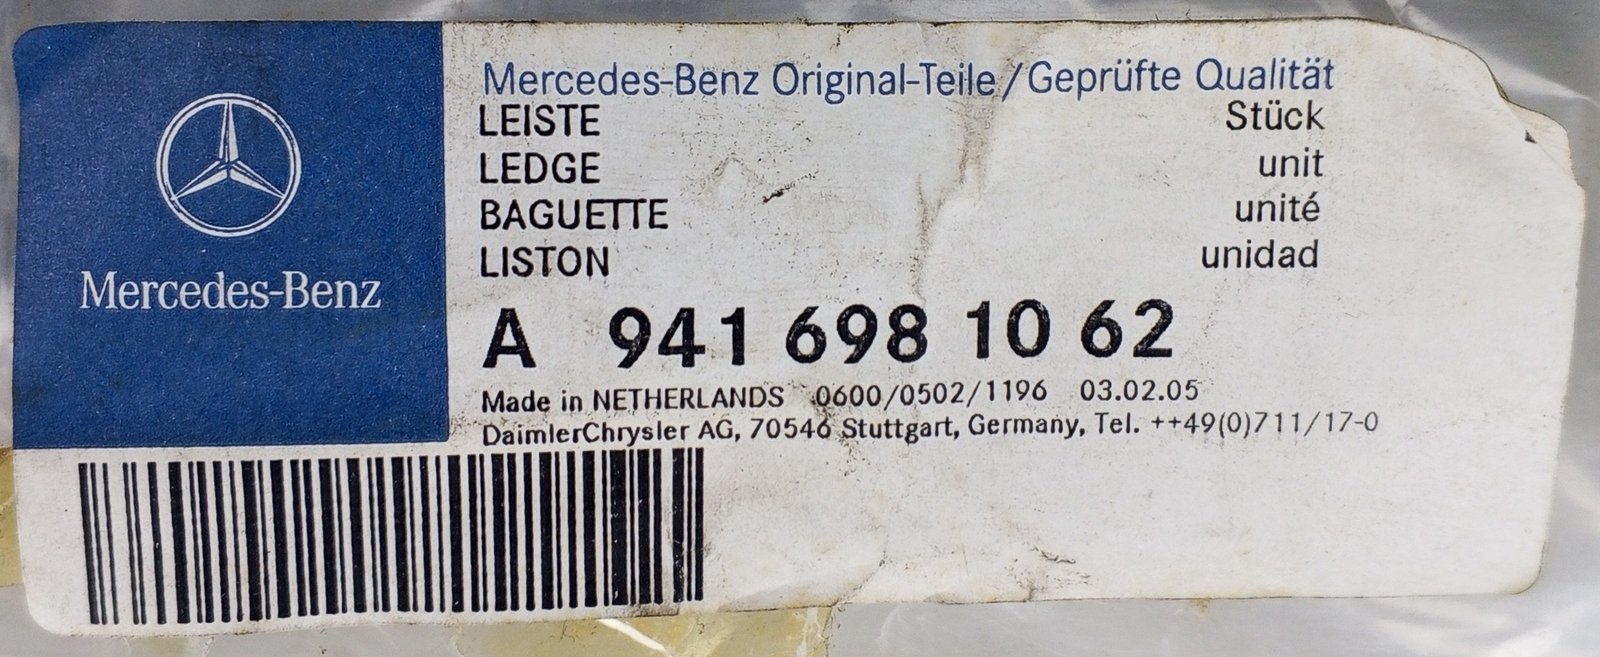 Mercedes-Benz
Mercedes-Benz Original-Teile/Geprüfte Qualität
LEISTE Stück
LEDGE unit
BAGUETTE unité
LISTON unidad
A 941 698 10 62
Made in NETHERLANDS 0600/0502/1196 03.02.05
DaimlerChrysler AG, 70546 Stuttgart, Germany, Tel. ++49(0)711/17-0